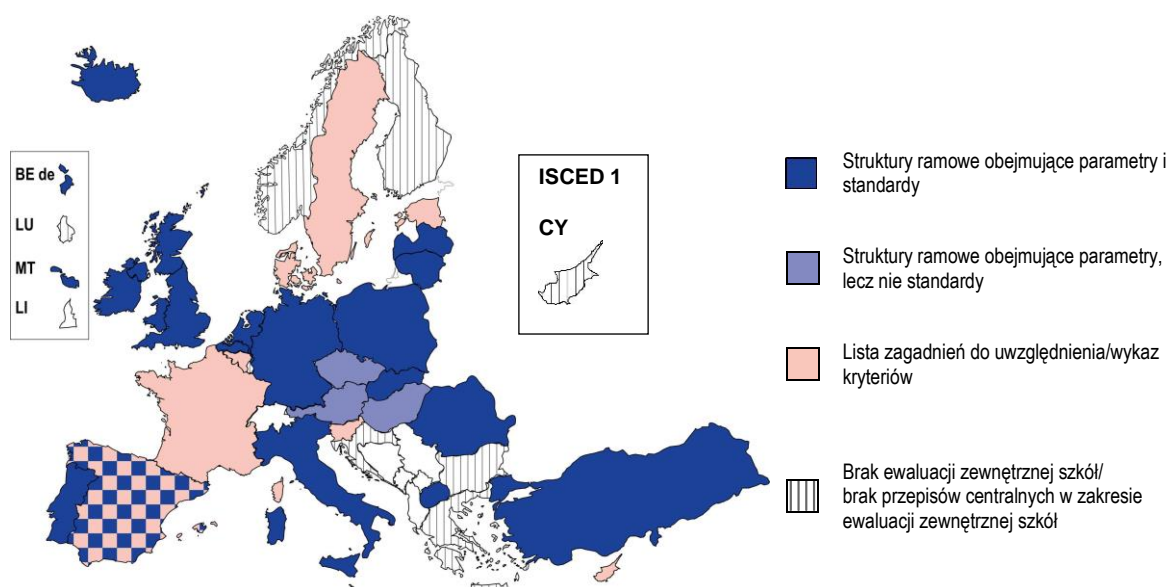 BE de
LU
MT
LI
ISCED 1
CY
Struktury ramowe obejmujące parametry i
standardy
Struktury ramowe obejmujące parametry,
lecz nie standardy
Lista zagadnień do uwzględnienia/wykaz
kryteriów
Brak ewaluacji zewnętrznej szkół/
brak przepisów centralnych w zakresie
ewaluacji zewnętrznej szkół